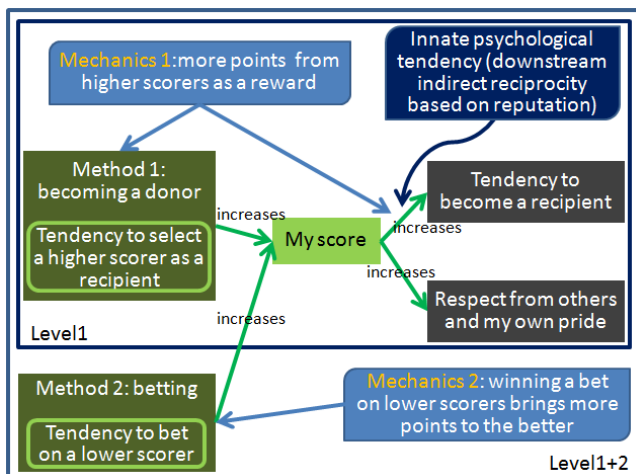 Mechanics 1:more points from
higher scorers as a reward
Innate psychological
tendency (downstream
indirect reciprocity
based on reputation)
Method 1:
becoming a donor
Tendency to select
a higher scorer as a
recipient
increases
My score
increases
increases
Tendency to
become a recipient
Respect from others
and my own pride
Level1
increases
Method 2: betting
Tendency to bet
on a lower scorer
Mechanics 2: winning a bet
on lower scorers brings more
points to the better
Level1+2